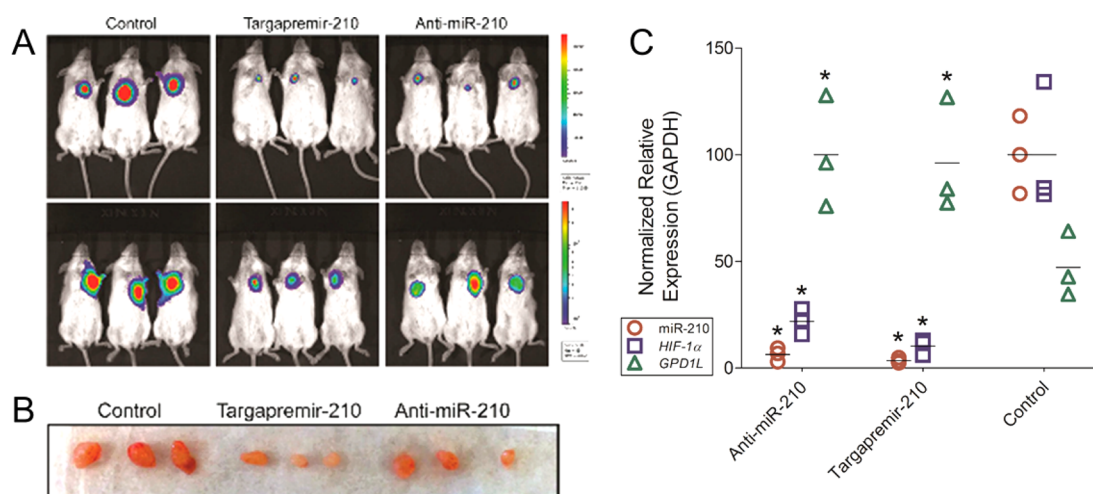 A
Control
Targapremir-210
Anti-miR-210
B
Control
Targapremir-210
Anti-miR-210
C
Normalized Relative
Expression (GAPDH)
150
100
50
0
miR-210
HIF-1α
GPD1L
*
*
*
*
*
*
Anti-miR-210
Targapremir-210
Control